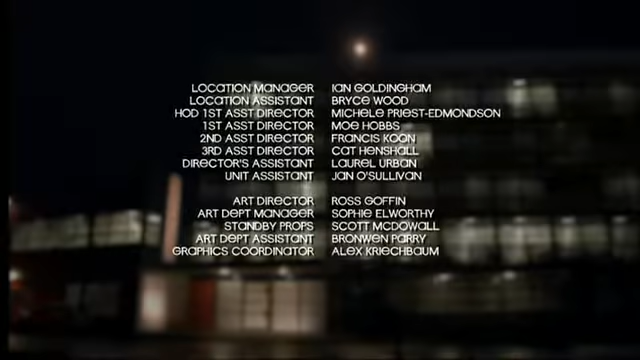 LOCATION MANAGER IAN GOLDINGHAM
LOCATION ASSISTANT BRYCE WOOD
HOD 1ST ASST DIRECTOR MICHELE PRIEST-EDMONDSON
1ST ASST DIRECTOR MOE HOBBS
2ND ASST DIRECTOR FRANCIS KOON
3RD ASST DIRECTOR CAT HENSHALL
DIRECTOR'S ASSISTANT LAUREL URBAN
UNIT ASSISTANT JAN O'SULLIVAN
ART DIRECTOR ROSS GOFFIN
ART DEPT MANAGER SOPHIE ELWORTHY
STANDBY PROPS SCOTT MCDOWALL
ART DEPT ASSISTANT BRONWEN PARRY
GRAPHICS COORDINATOR ALEX KRIECHBAUM